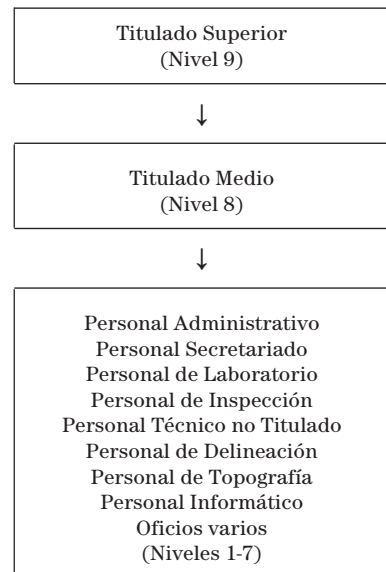 Titulado Superior
(Nivel 9)
↓
Titulado Medio
(Nivel 8)
↓
Personal Administrativo
Personal Secretariado
Personal de Laboratorio
Personal de Inspección
Personal Técnico no Titulado
Personal de Delineación
Personal de Topografía
Personal Informático
Oficios varios
(Niveles 1-7)